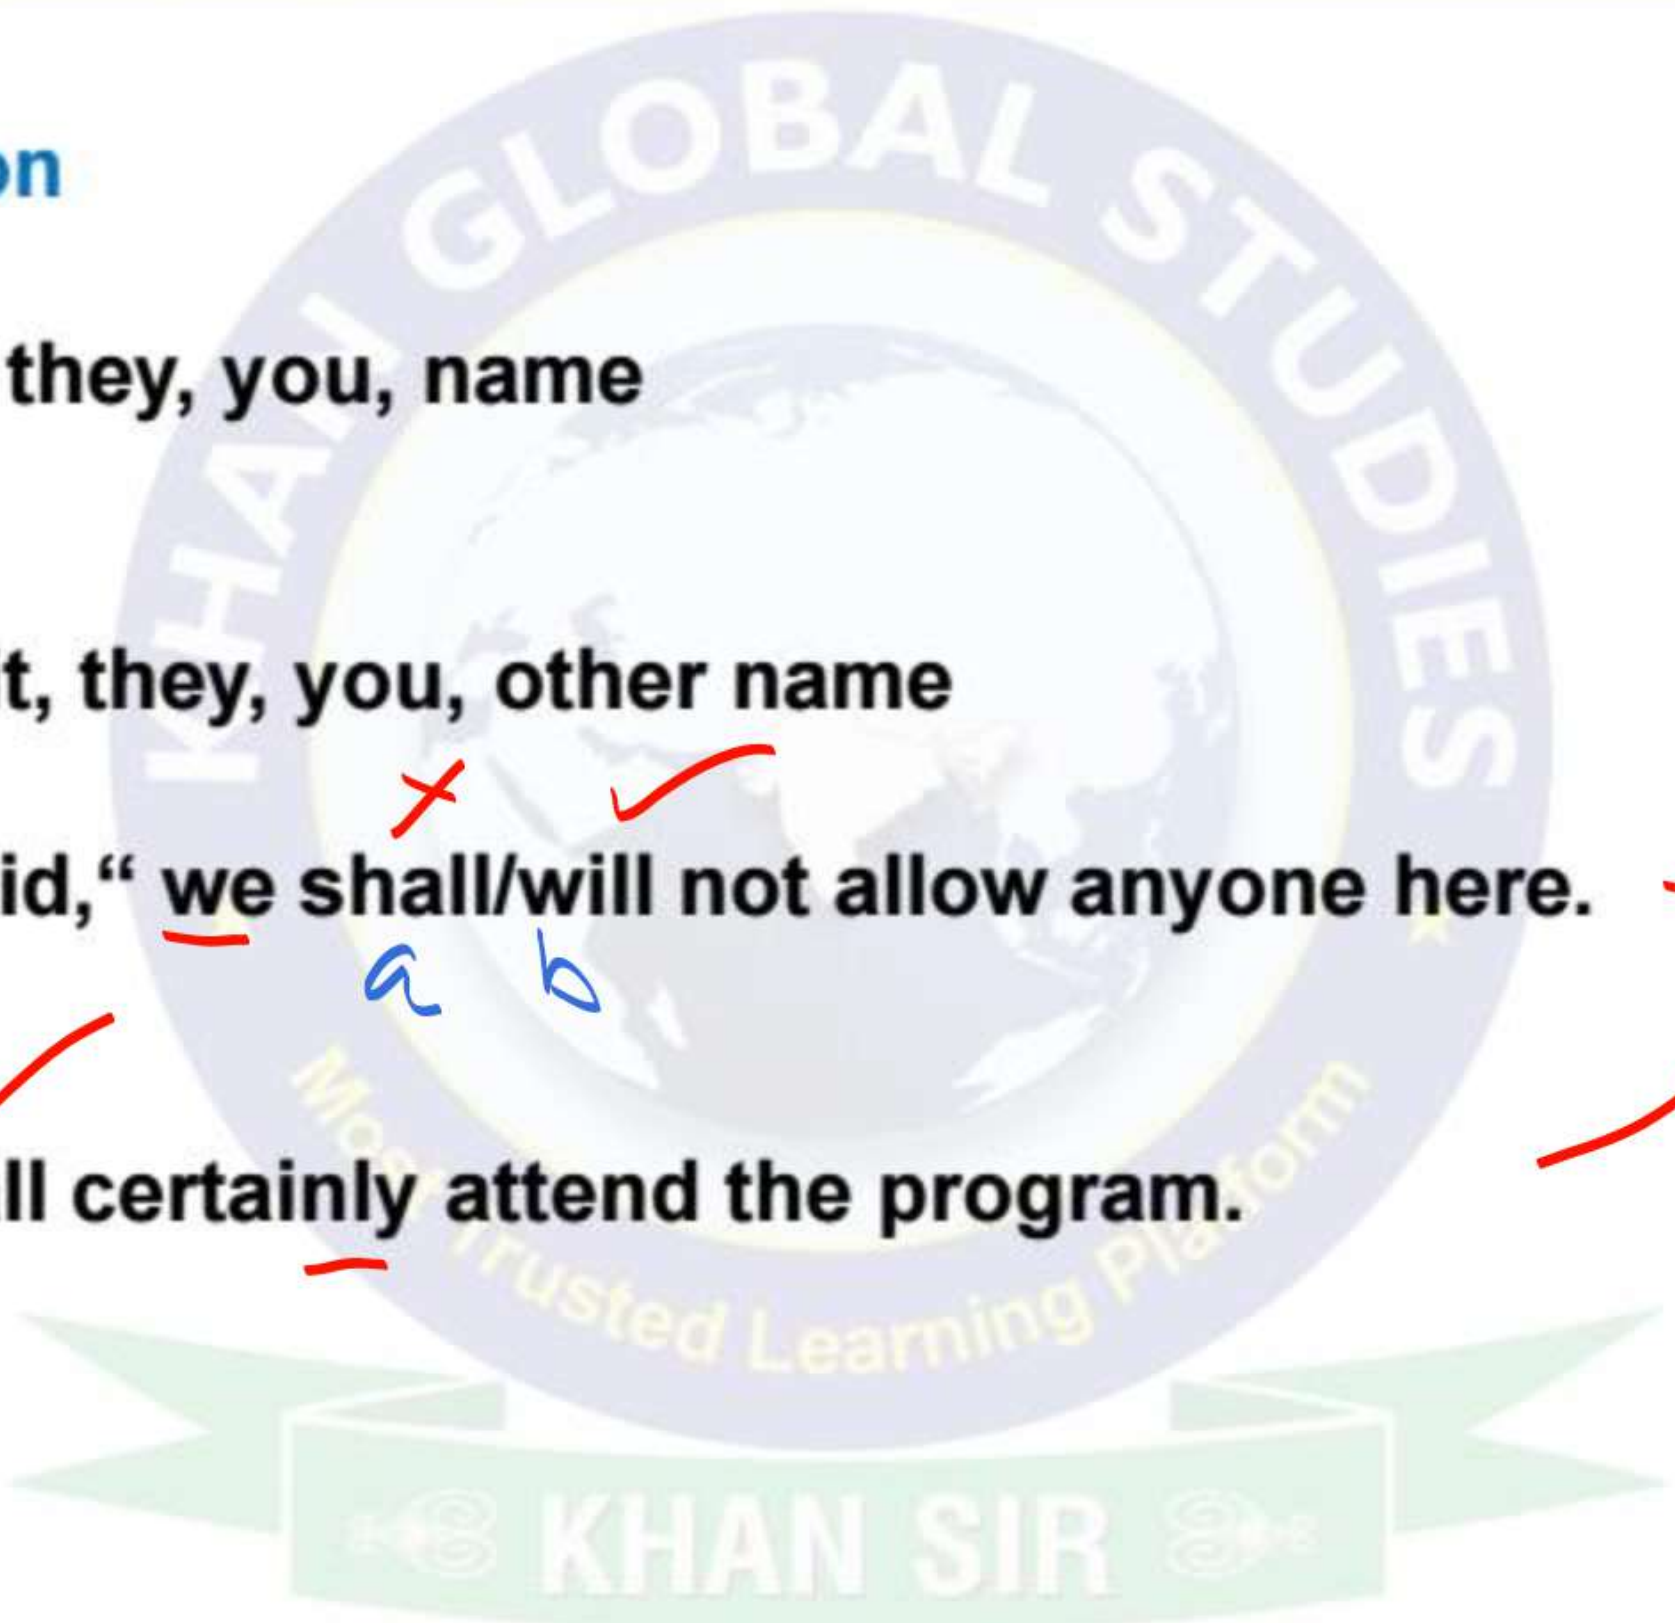 on
KHAN GLOBAL STUDIES
they, you, name
t, they, you, other name
id,“ we shall/will not allow anyone here.
a b
ll certainly attend the program.
Most Trusted Learning Platform
KHAN SIR